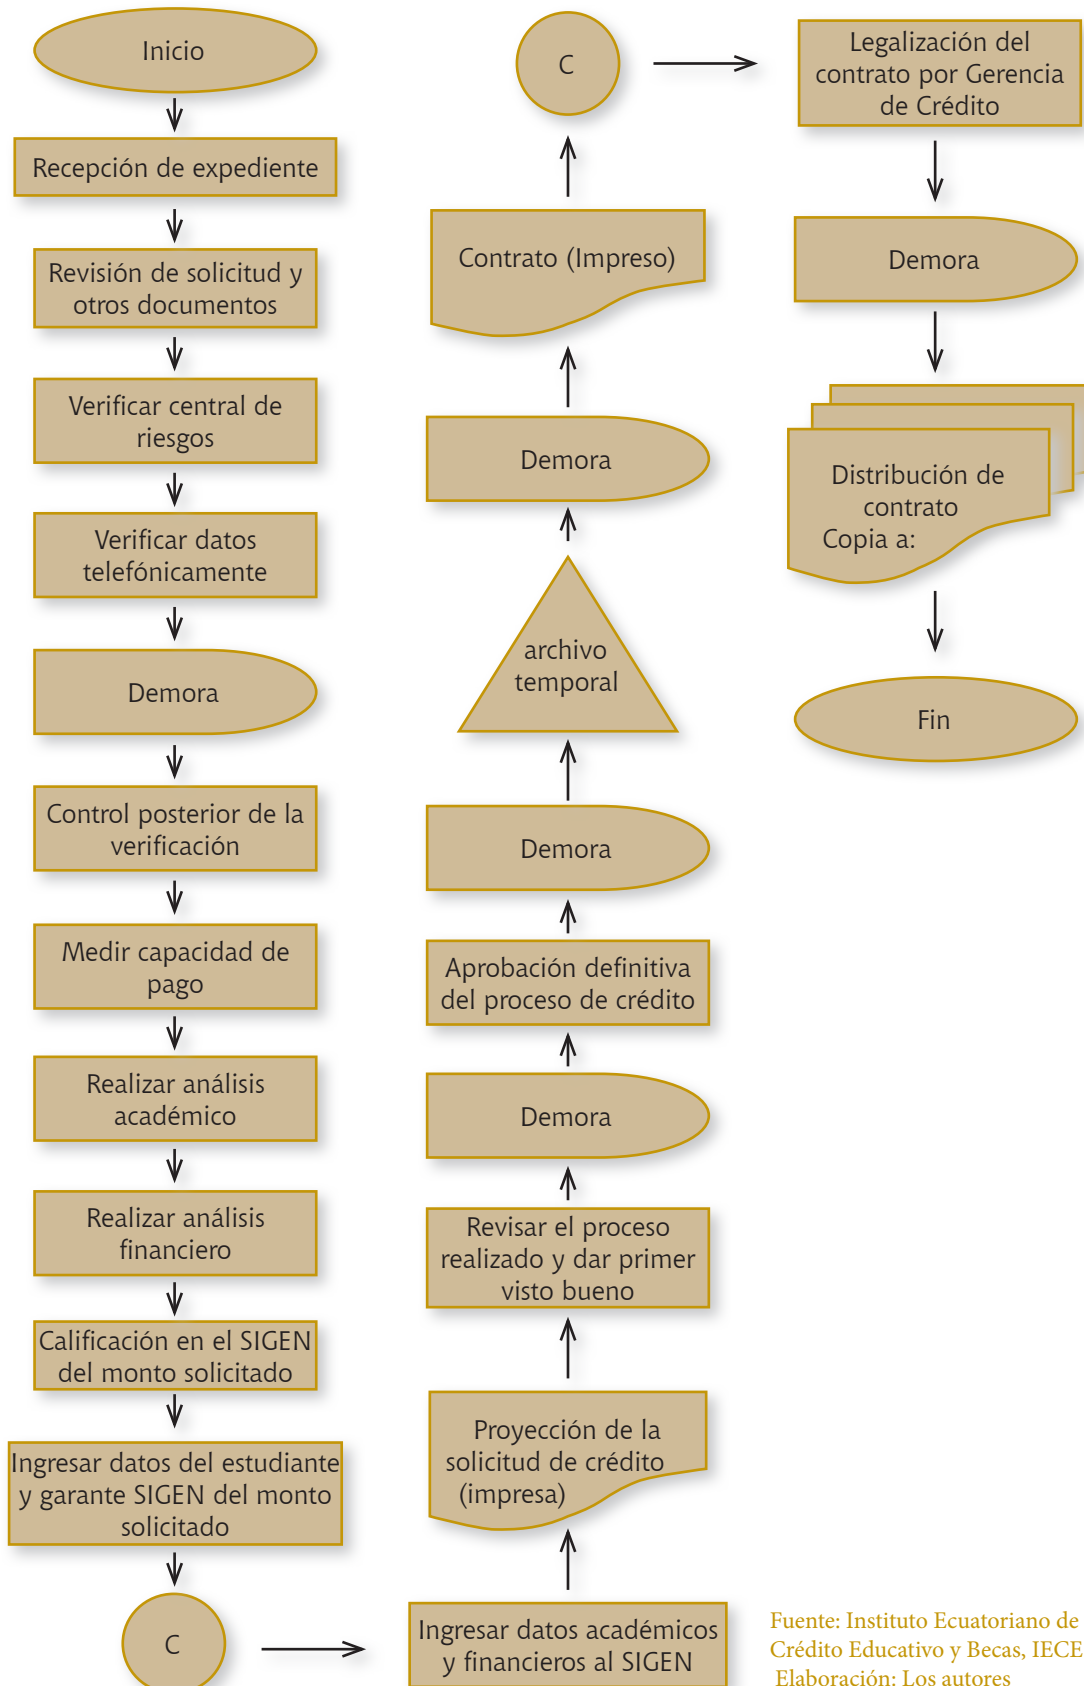 Inicio
Recepción de expediente
Revisión de solicitud y
otros documentos
Verificar central de
riesgos
Verificar datos
telefónicamente
Demora
Control posterior de la
verificación
Medir capacidad de
pago
Realizar análisis
académico
Realizar análisis
financiero
Calificación en el SIGEN
del monto solicitado
Ingresar datos del estudiante
y garante SIGEN del monto
solicitado
C
Ingresar datos académicos
y financieros al SIGEN
Proyección de la
solicitud de crédito
(impresa)
Revisar el proceso
realizado y dar primer
visto bueno
Demora
Aprobación definitiva
del proceso de crédito
Demora
archivo
temporal
Demora
Contrato (Impreso)
C
Legalización del
contrato por Gerencia
de Crédito
Demora
Distribución de
contrato
Copia a:
Fin
Fuente: Instituto Ecuatoriano de
Crédito Educativo y Becas, IECE
Elaboración: Los autores